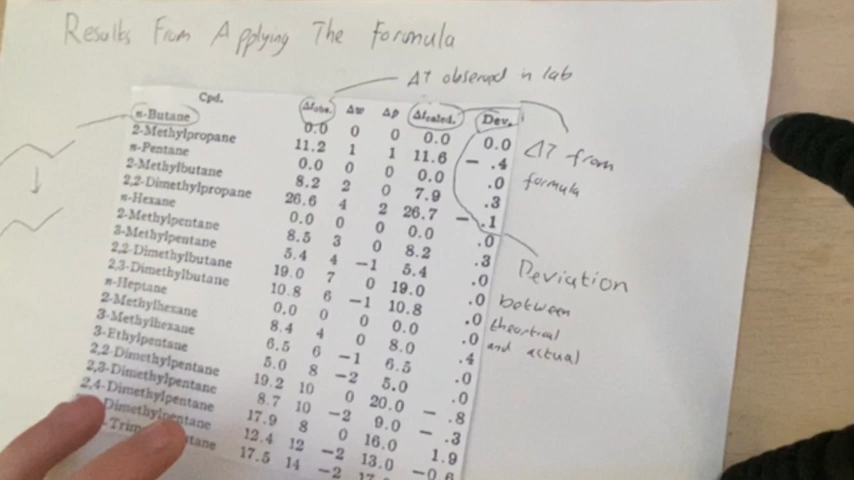 Results From Applying The Formula
ΔT observed in lab
Cpd. Δtobs. Δw Δp Δtcalcd. Dev.
n-Butane 0.0 0 0 0.0 0.0
2-Methylpropane 11.2 1 1 11.6 − .4
n-Pentane 0.0 0 0 0.0 .0
2-Methylbutane 8.2 2 0 7.9 .3
2,2-Dimethylpropane 26.6 4 2 26.7 − .1
n-Hexane 0.0 0 0 0.0 .0
2-Methylpentane 8.5 3 0 8.2 .3
3-Methylpentane 5.4 4 −1 5.4 .0
2,2-Dimethylbutane 19.0 7 0 19.0 .0
2,3-Dimethylbutane 10.8 6 −1 10.8 .0
n-Heptane 0.0 0 0 0.0 .0
2-Methylhexane 8.4 4 0 8.0 .4
3-Methylhexane 6.5 6 −1 6.5 .0
3-Ethylpentane 5.0 8 −2 5.0 .0
2,2-Dimethylpentane 19.2 10 0 20.0 − .8
2,3-Dimethylpentane 8.7 10 −2 9.0 − .3
2,4-Dimethylpentane 17.9 8 0 16.0 1.9
Dimethylpentane 12.4 12 −2 13.0 −0.6
17.5 14 −2
ΔT from
formula
Deviation
between
theortical
and actual